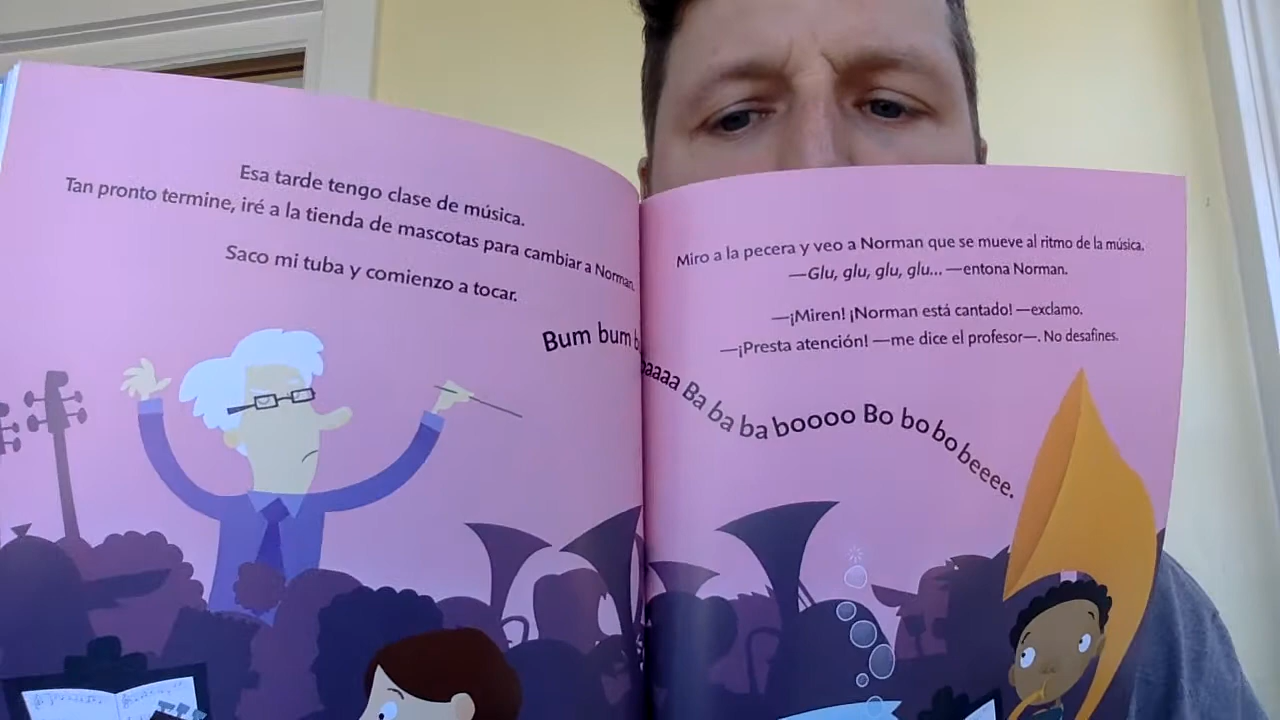 Esa tarde tengo clase de música.
Tan pronto termine, iré a la tienda de mascotas para cambiar a Norman.
Saco mi tuba y comienzo a tocar.
Bum bum
Miro a la pecera y veo a Norman que se mueve al ritmo de la música.
—Glu, glu, glu, glu... —entona Norman.
—¡Miren! ¡Norman está cantado! —exclamo.
—¡Presta atención! —me dice el profesor—. No desafines.
Ba ba ba boooo Bo bo bo beeee.